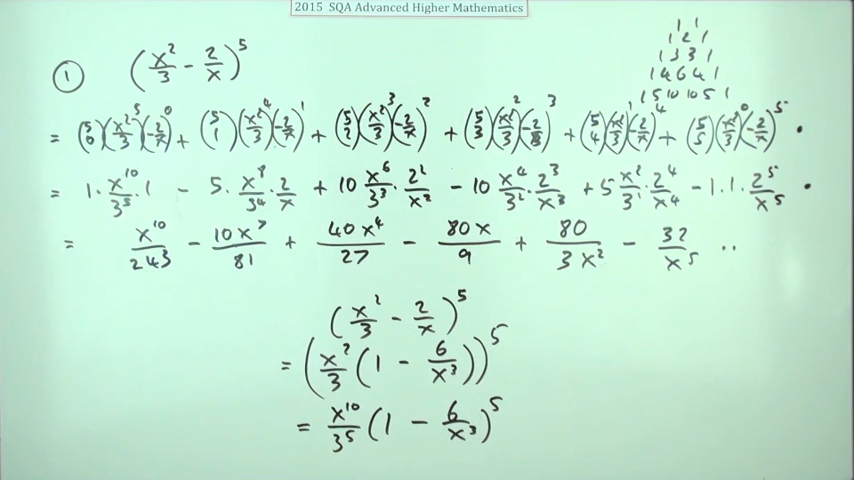 2015 SQA Advanced Higher Mathematics
① (x²/3 − 2/x)⁵
1 1
1 2 1
1 3 3 1
1 4 6 4 1
1 5 10 10 5 1
= (5 0)(x²/3)⁵(−2/x)⁰ + (5 1)(x²/3)⁴(−2/x)¹ + (5 2)(x²/3)³(−2/x)² + (5 3)(x²/3)²(−2/x)³ + (5 4)(x²/3)¹(−2/x)⁴ + (5 5)(x²/3)⁰(−2/x)⁵ .
= 1 · x¹⁰/3⁵ · 1 − 5 · x⁸/3⁴ · 2/x + 10 x⁶/3³ · 2²/x² − 10 x⁴/3² · 2³/x³ + 5 x²/3¹ · 2⁴/x⁴ − 1 . 1 . 2⁵/x⁵ .
= x¹⁰/243 − 10x⁷/81 + 40x⁴/27 − 80x/9 + 80/3x² − 32/x⁵ ..
(x²/3 − 2/x)⁵
= (x²/3 (1 − 6/x³))⁵
= x¹⁰/3⁵ (1 − 6/x³)⁵